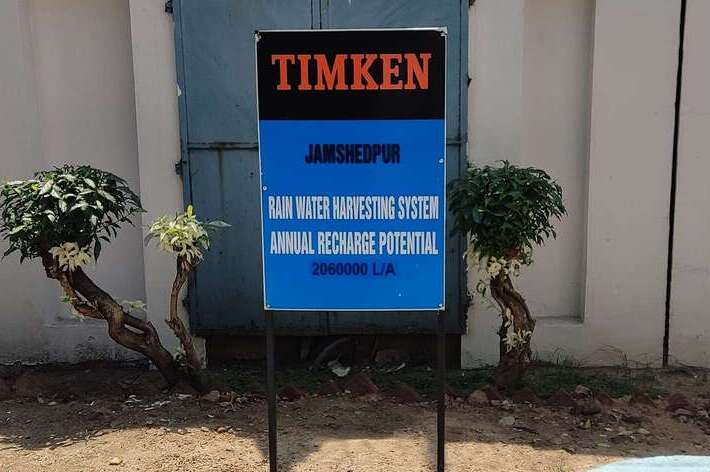 TIMKEN
JAMSHEDPUR
RAIN WATER HARVESTING SYSTEM
ANNUAL RECHARGE POTENTIAL
2060000 L/A